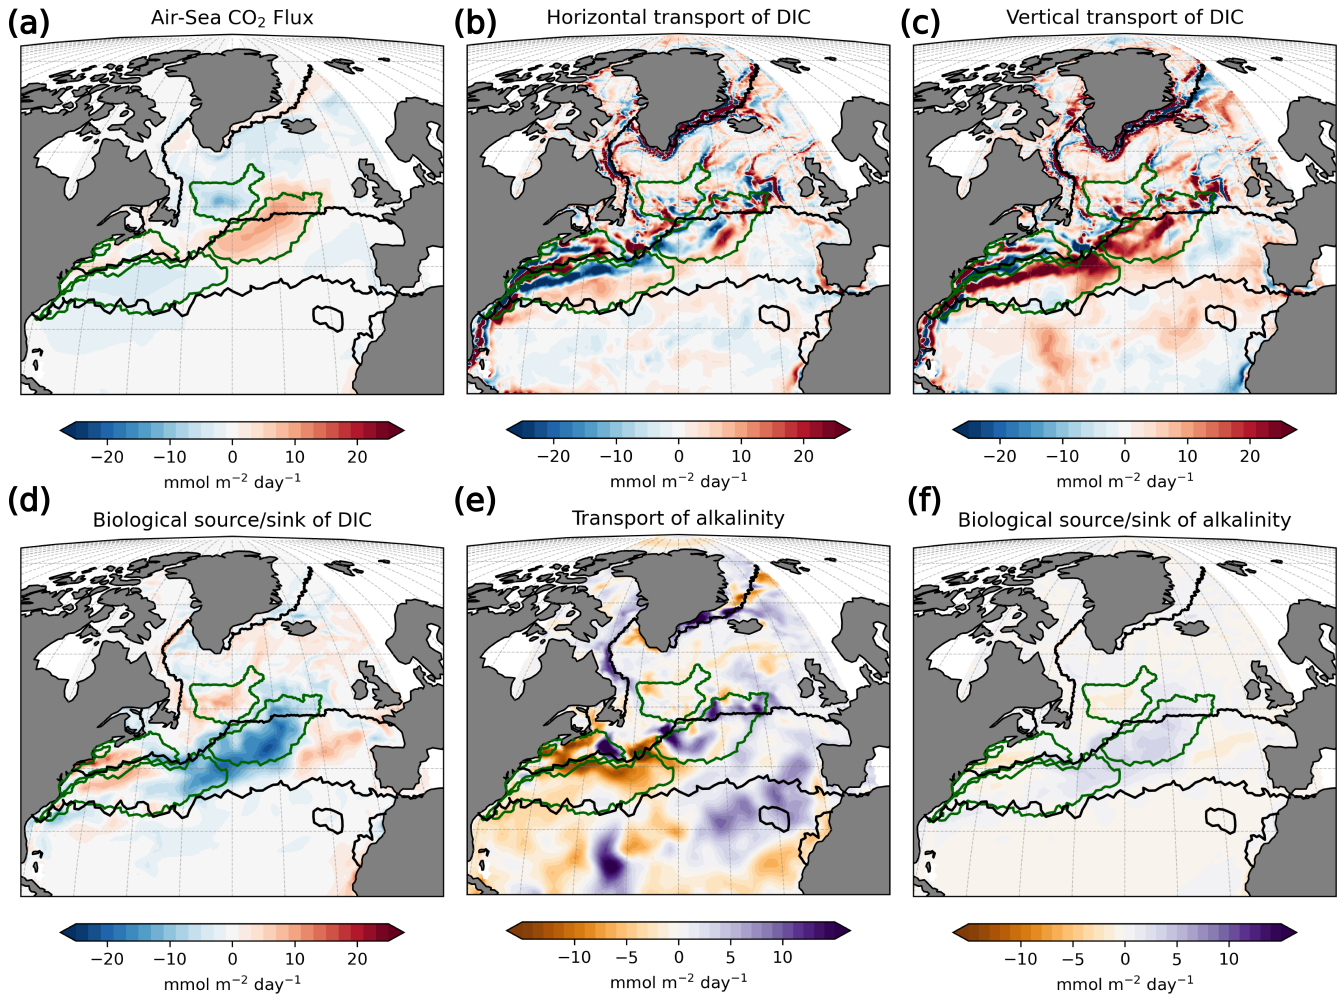 (a) Air-Sea CO₂ Flux
(b) Horizontal transport of DIC
(c) Vertical transport of DIC
−20 −10 0 10 20
mmol m⁻² day⁻¹
−20 −10 0 10 20
mmol m⁻² day⁻¹
−20 −10 0 10 20
mmol m⁻² day⁻¹
(d) Biological source/sink of DIC
(e) Transport of alkalinity
(f) Biological source/sink of alkalinity
−20 −10 0 10 20
mmol m⁻² day⁻¹
−10 −5 0 5 10
mmol m⁻² day⁻¹
−10 −5 0 5 10
mmol m⁻² day⁻¹